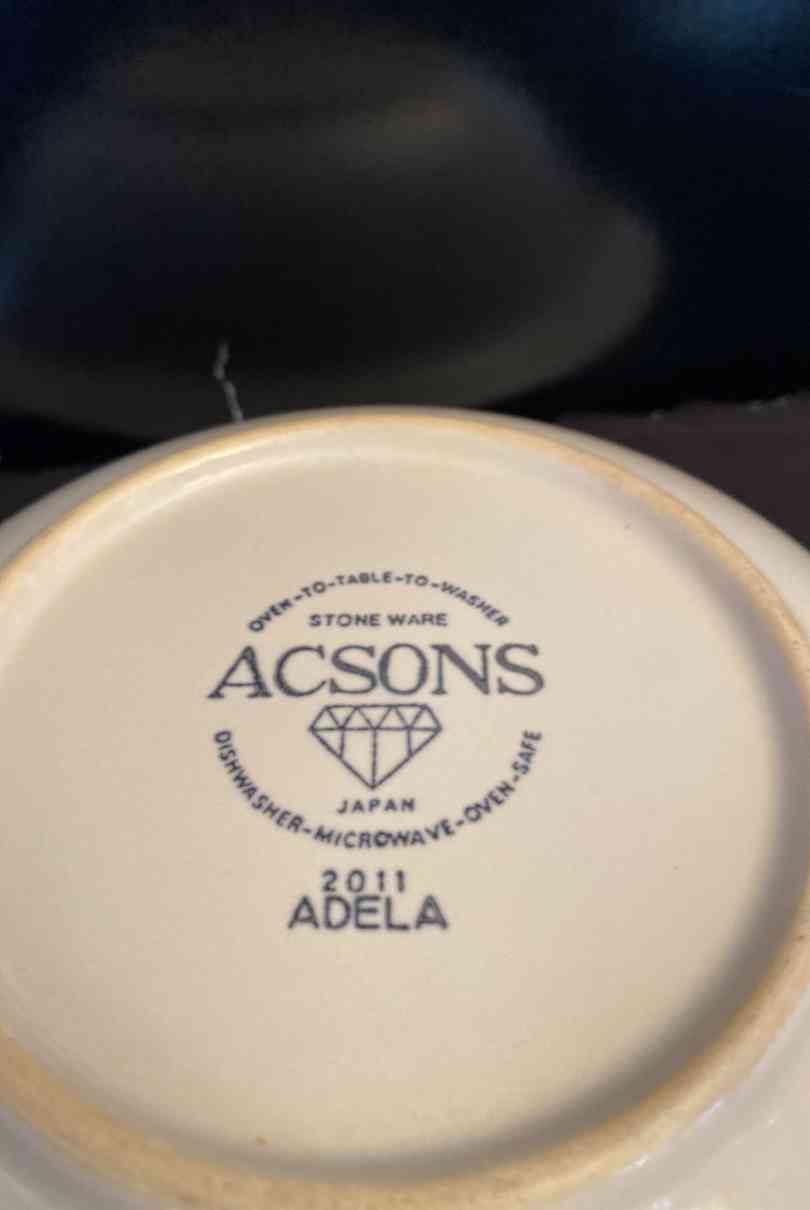 OVEN-TO-TABLE-TO-WASHER
STONE WARE
ACSONS
JAPAN
DISHWASHER-MICROWAVE-OVEN-SAFE
2011
ADELA